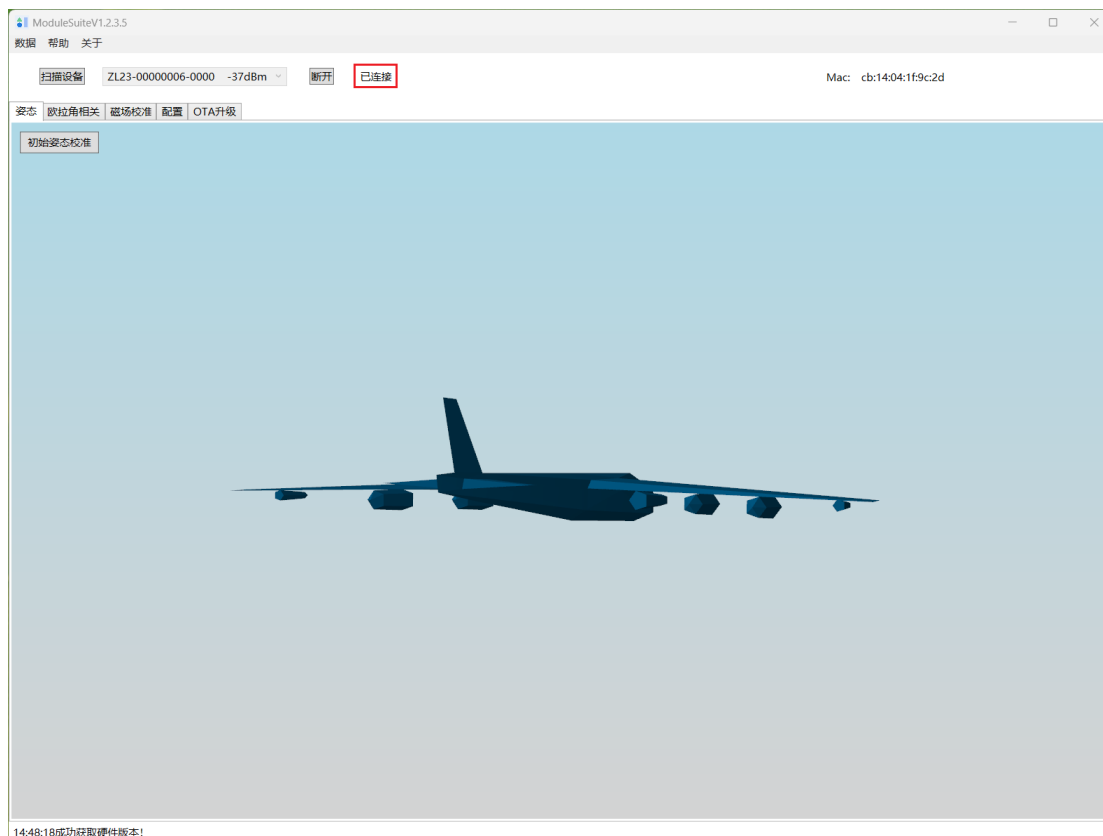 ModuleSuiteV1.2.3.5
数据 帮助 关于
扫描设备 ZL23-00000006-0000 -37dBm 断开 已连接 Mac: cb:14:04:1f:9c:2d
姿态 欧拉角相关 磁场校准 配置 OTA升级
初始姿态校准
14:48:18成功获取硬件版本!